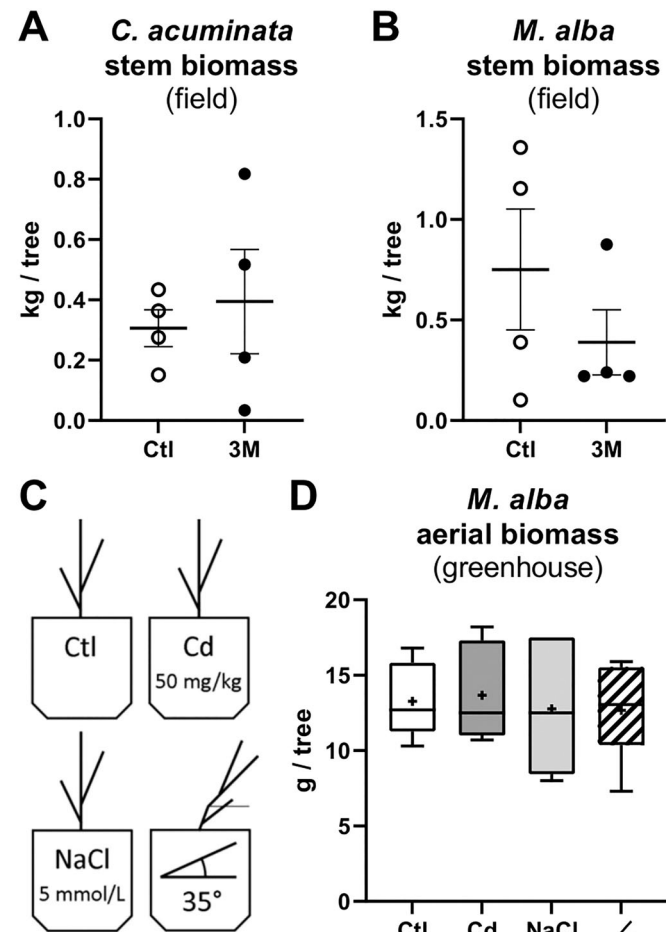 A
C. acuminata
stem biomass
(field)
kg / tree
1.0
0.8
0.6
0.4
0.2
0.0
Ctl 3M
B
M. alba
stem biomass
(field)
kg / tree
1.5
1.0
0.5
0.0
Ctl 3M
C
Ctl
Cd
50 mg/kg
NaCl
5 mmol/L
35°
D
M. alba
aerial biomass
(greenhouse)
g / tree
20
15
10
5
0
Ctl Cd NaCl